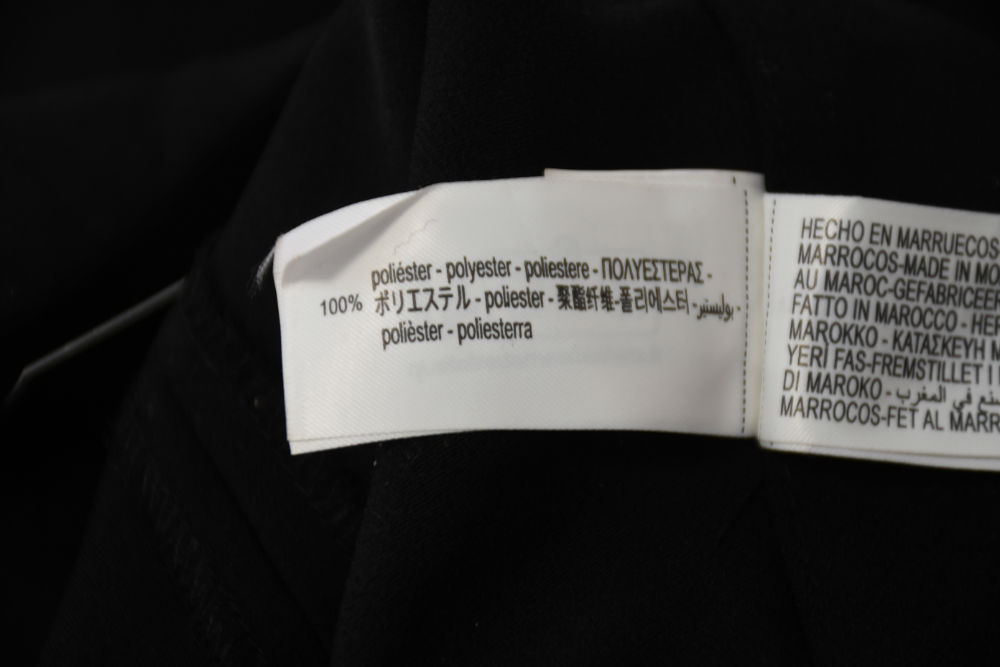 poliéster - polyester - poliestere - ΠΟΛΥΕΣΤΕΡΑΣ -
100% ポリエステル - poliester - 聚酯纤维 - 폴리에스터 - بوليستير -
polièster - poliesterra
HECHO EN MARRUECOS
MARROCOS-MADE IN MO
AU MAROC-GEFABRICEER
FATTO IN MAROCCO - HER
MAROKKO - ΚΑΤΑΣΚΕΥΗ Μ
YERİ FAS-FREMSTILLET I
DI MAROKO - صنع في المغرب
MARROCOS-FET AL MARR